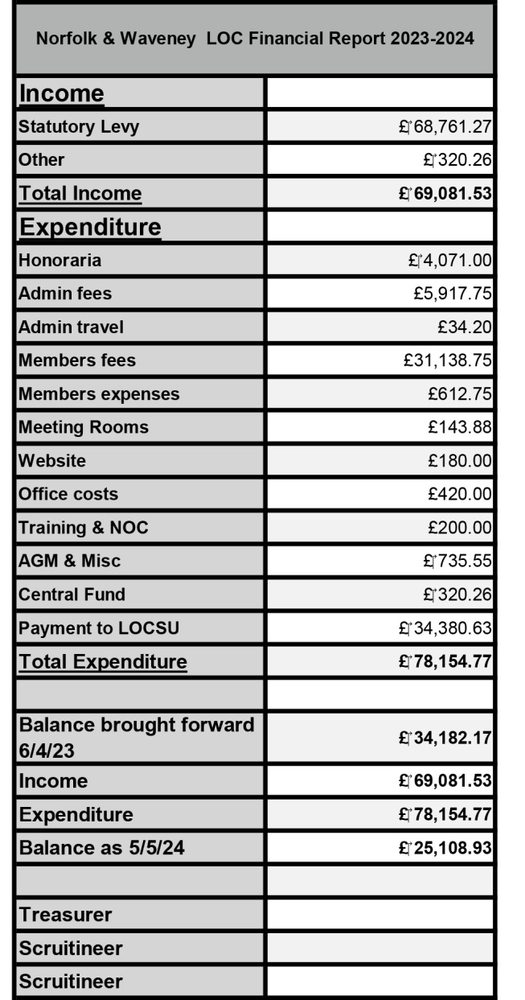 Norfolk & Waveney LOC Financial Report 2023-2024
Income
Statutory Levy £68,761.27
Other £320.26
Total Income £69,081.53
Expenditure
Honoraria £4,071.00
Admin fees £5,917.75
Admin travel £34.20
Members fees £31,138.75
Members expenses £612.75
Meeting Rooms £143.88
Website £180.00
Office costs £420.00
Training & NOC £200.00
AGM & Misc £735.55
Central Fund £320.26
Payment to LOCSU £34,380.63
Total Expenditure £78,154.77
Balance brought forward
6/4/23 £34,182.17
Income £69,081.53
Expenditure £78,154.77
Balance as 5/5/24 £25,108.93
Treasurer
Scruitineer
Scruitineer